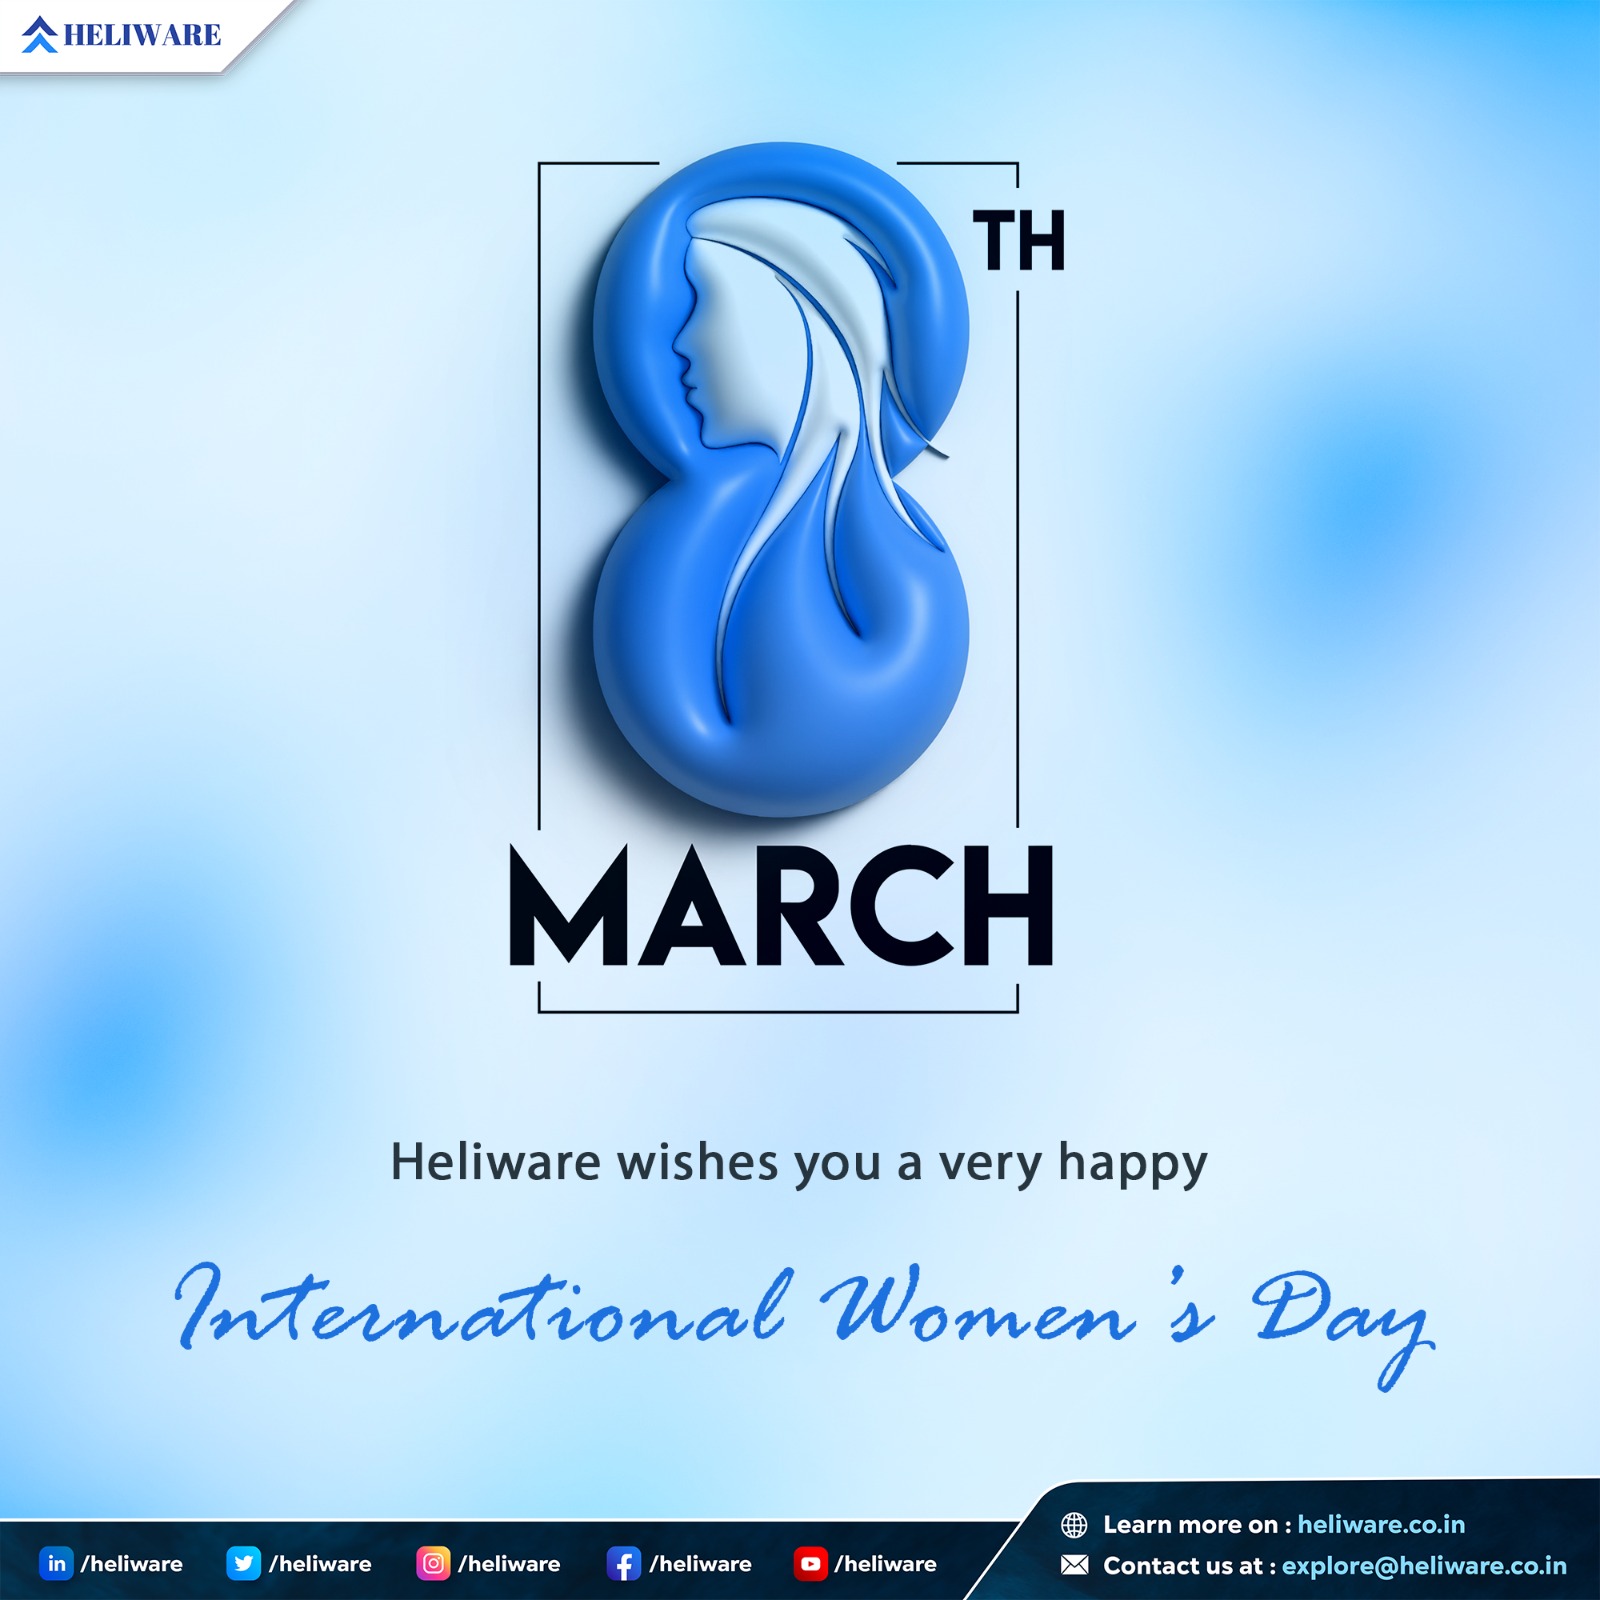 HELIWARE
8TH
MARCH
Heliware wishes you a very happy
International Women's Day
/heliware /heliware /heliware /heliware /heliware
Learn more on : heliware.co.in
Contact us at : explore@heliware.co.in